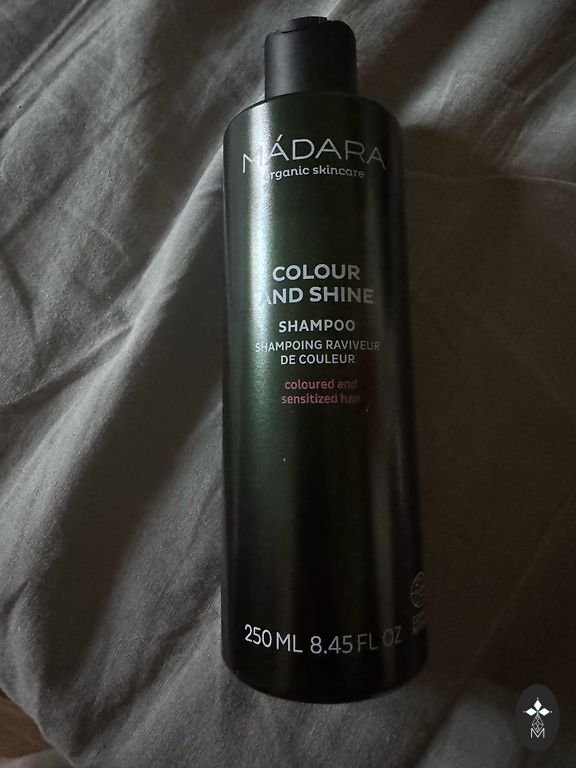 MÁDARA
organic skincare
COLOUR
AND SHINE
SHAMPOO
SHAMPOING RAVIVEUR
DE COULEUR
coloured and
sensitized hair
250 ML 8.45 FL OZ